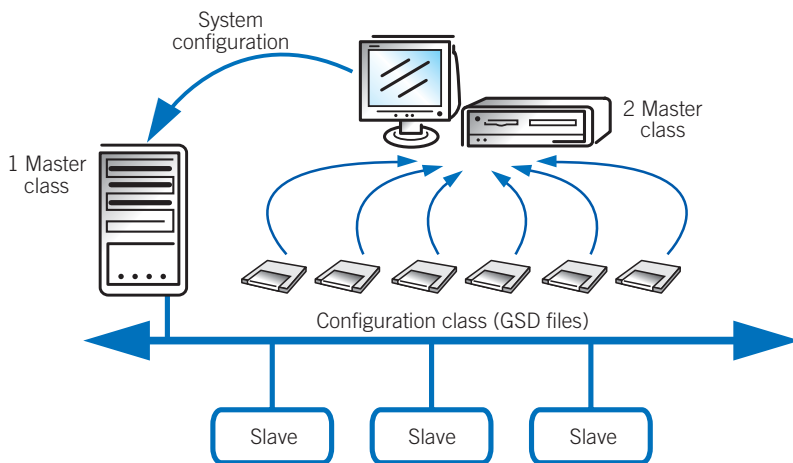 System
configuration
2 Master
class
1 Master
class
Configuration class (GSD files)
Slave
Slave
Slave